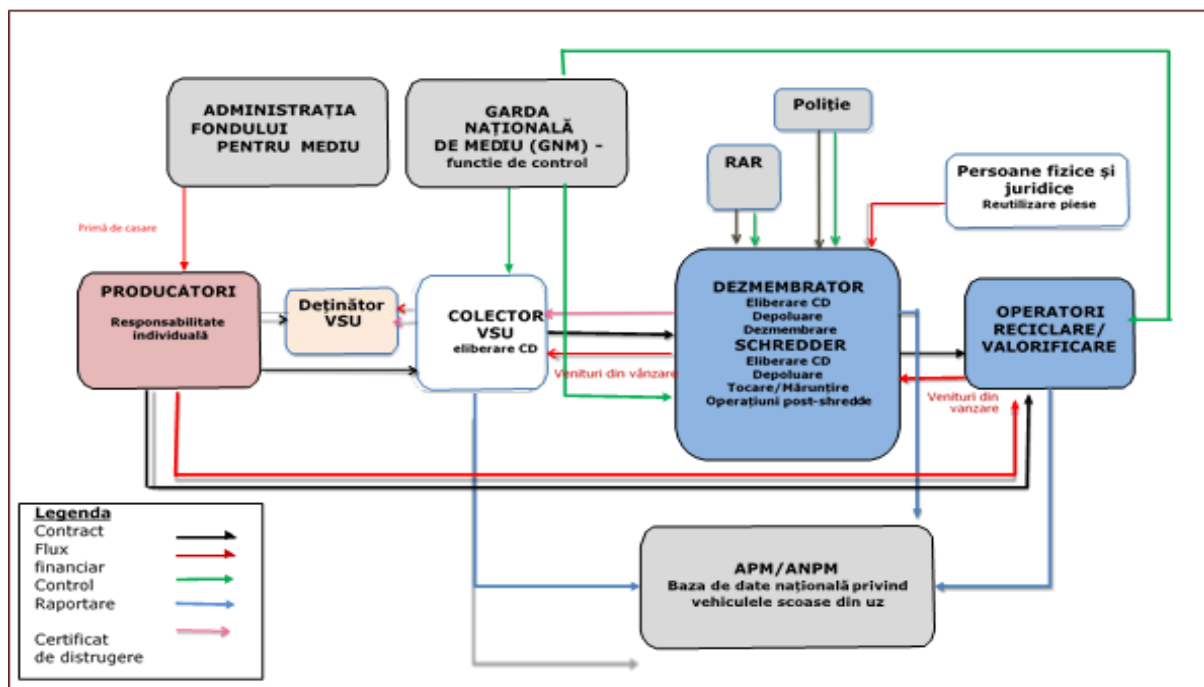 ADMINISTRAȚIA
FONDULUI
PENTRU MEDIU
GARDA
NAȚIONALĂ
DE MEDIU (GNM) -
functie de control
Poliție
RAR
Persoane fizice și
juridice
Reutilizare piese
Primă de casare
PRODUCĂTORI
Responsabilitate
individuală
Deținător
VSU
COLECTOR
VSU
eliberare CD
DEZMEMBRATOR
Eliberare CD
Depoluare
Dezmembrare
SCHREDDER
Eliberare CD
Depoluare
Tocare/Mărunțire
Operațiuni post-shredde
OPERATORI
RECICLARE/
VALORIFICARE
Venituri din vânzare
Venituri din
vanzare
Legenda
Contract
Flux
financiar
Control
Raportare
Certificat
de distrugere
APM/ANPM
Baza de date națională privind
vehiculele scoase din uz